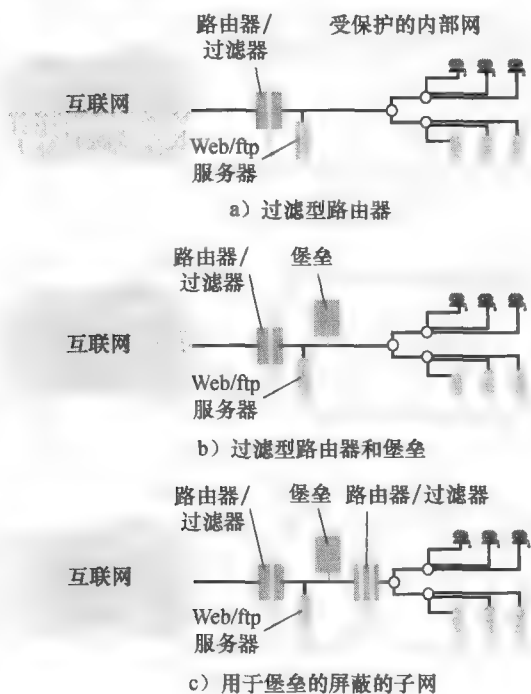 路由器/
过滤器
受保护的内部网
互联网
Web/ftp
服务器
a）过滤型路由器
路由器/
过滤器
堡垒
互联网
Web/ftp
服务器
b）过滤型路由器和堡垒
路由器/
过滤器
堡垒
路由器/过滤器
互联网
Web/ftp
服务器
c）用于堡垒的屏蔽的子网